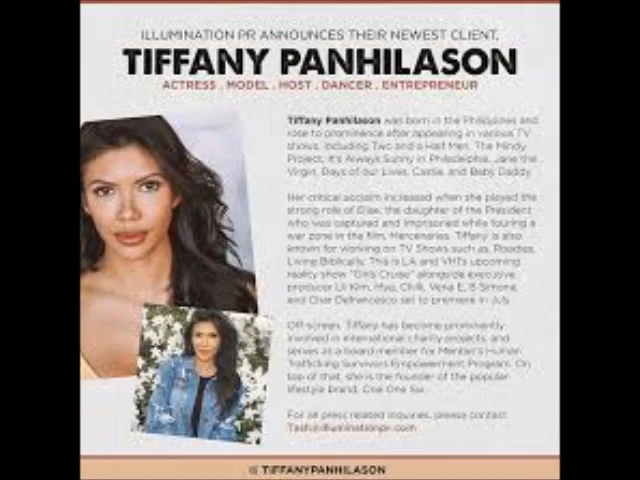 ILLUMINATION PR ANNOUNCES THEIR NEWEST CLIENT,
TIFFANY PANHILASON
ACTRESS . MODEL . HOST . DANCER . ENTREPRENEUR
Tiffany Panhilason was born in the Philippines and
rose to prominence after appearing in various TV
shows, including Two and a Half Men, The Mindy
Project, It's Always Sunny in Philadelphia, Jane the
Virgin, Days of our Lives, Castle, and Baby Daddy.
Her critical acclaim increased when she played the
strong role of Elise, the daughter of the President
who was captured and imprisoned while touring a
war zone in the film, Mercenaries. Tiffany is also
known for working on TV Shows such as, Roadies,
Living Biblically, This is LA and VH1's upcoming
reality show "Girls Cruise" alongside executive
producer Lil Kim, Mya, Chilli, Vena E, B Simone,
and Char Defrancesco set to premiere in July.
Off-screen, Tiffany has become prominently
involved in international charity projects, and
serves as a board member for Mentari's Human
Trafficking Survivors Empowerment Program. On
top of that, she is the founder of the popular
lifestyle brand, One One Six.
For all press related inquiries, please contact
Tash@illuminationpr.com
TIFFANYPANHILASON